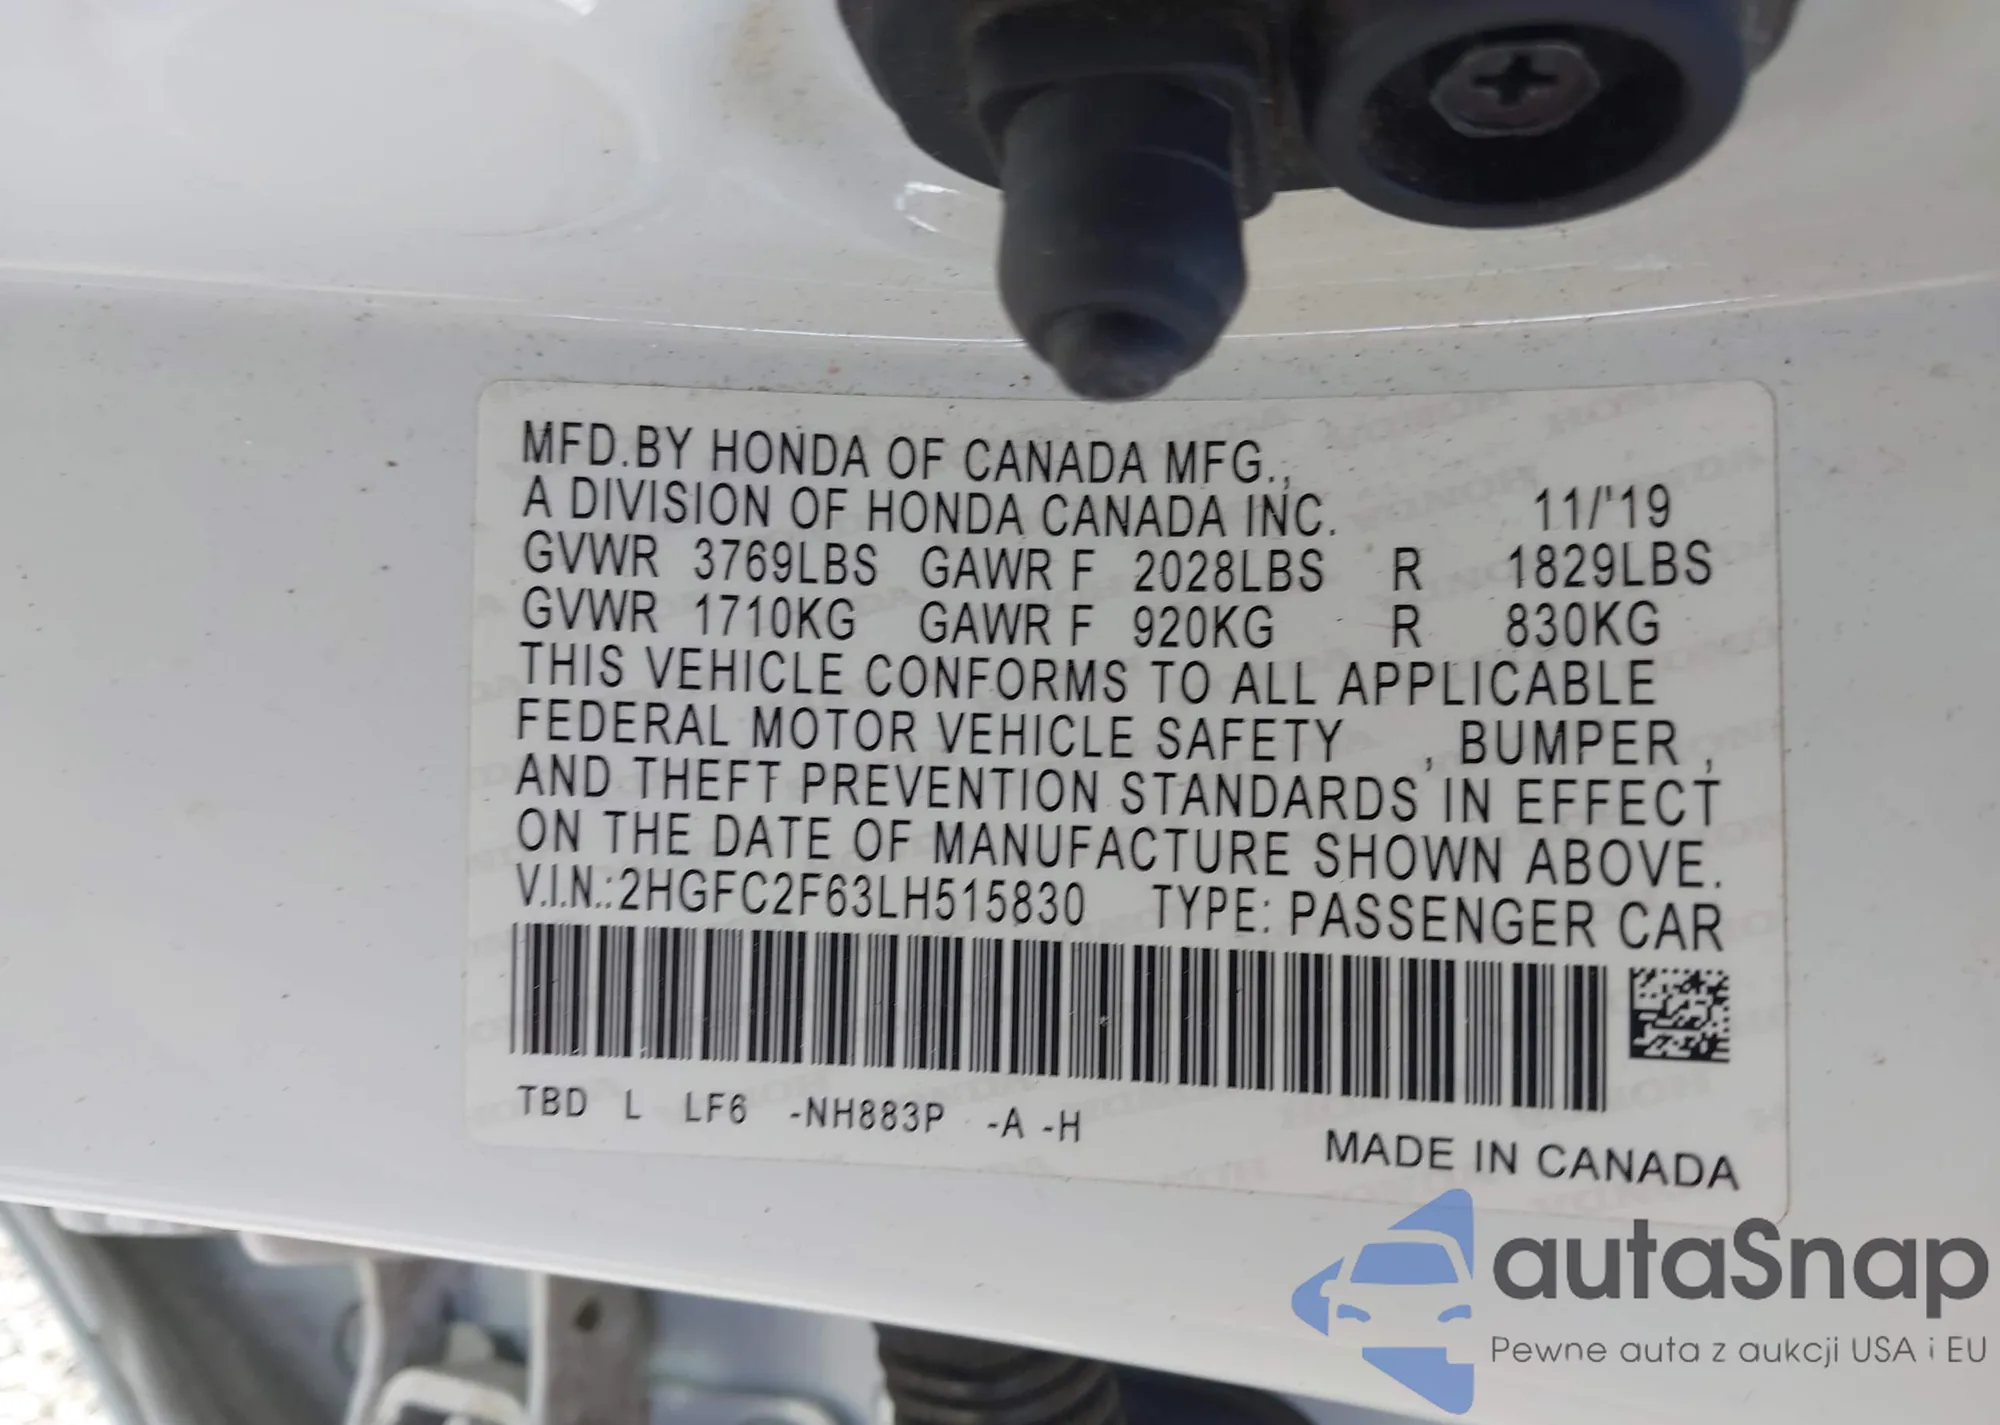 MFD.BY HONDA OF CANADA MFG.,
A DIVISION OF HONDA CANADA INC. 11/'19
GVWR 3769LBS GAWR F 2028LBS R 1829LBS
GVWR 1710KG GAWR F 920KG R 830KG
THIS VEHICLE CONFORMS TO ALL APPLICABLE
FEDERAL MOTOR VEHICLE SAFETY , BUMPER ,
AND THEFT PREVENTION STANDARDS IN EFFECT
ON THE DATE OF MANUFACTURE SHOWN ABOVE.
V.I.N.:2HGFC2F63LH515830 TYPE: PASSENGER CAR
TBD L LF6 -NH883P -A -H
MADE IN CANADA
autaSnap
Pewne auta z aukcji USA i EU